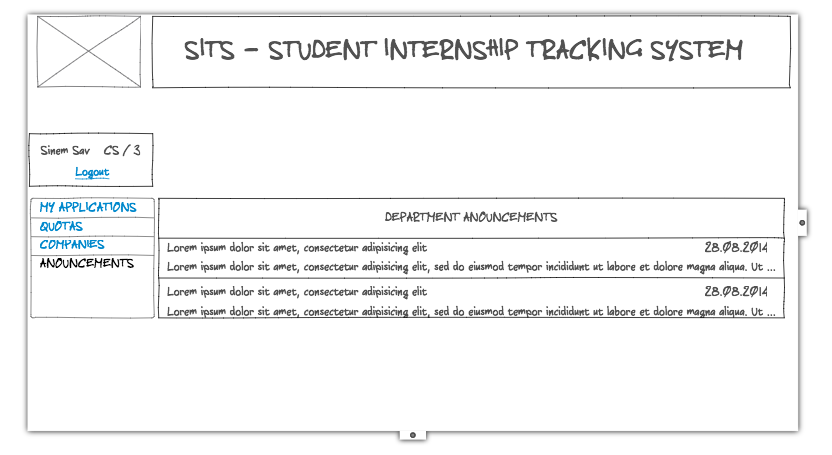 SITS - STUDENT INTERNSHIP TRACKING SYSTEM
Sinem Sav CS / 3
Logout
MY APPLICATIONS
QUOTAS
COMPANIES
ANOUNCEMENTS
DEPARTMENT ANOUNCEMENTS
Lorem ipsum dolor sit amet, consectetur adipisicing elit 28.08.2014
Lorem ipsum dolor sit amet, consectetur adipisicing elit, sed do eiusmod tempor incididunt ut labore et dolore magna aliqua. Ut ...
Lorem ipsum dolor sit amet, consectetur adipisicing elit 28.08.2014
Lorem ipsum dolor sit amet, consectetur adipisicing elit, sed do eiusmod tempor incididunt ut labore et dolore magna aliqua. Ut ...